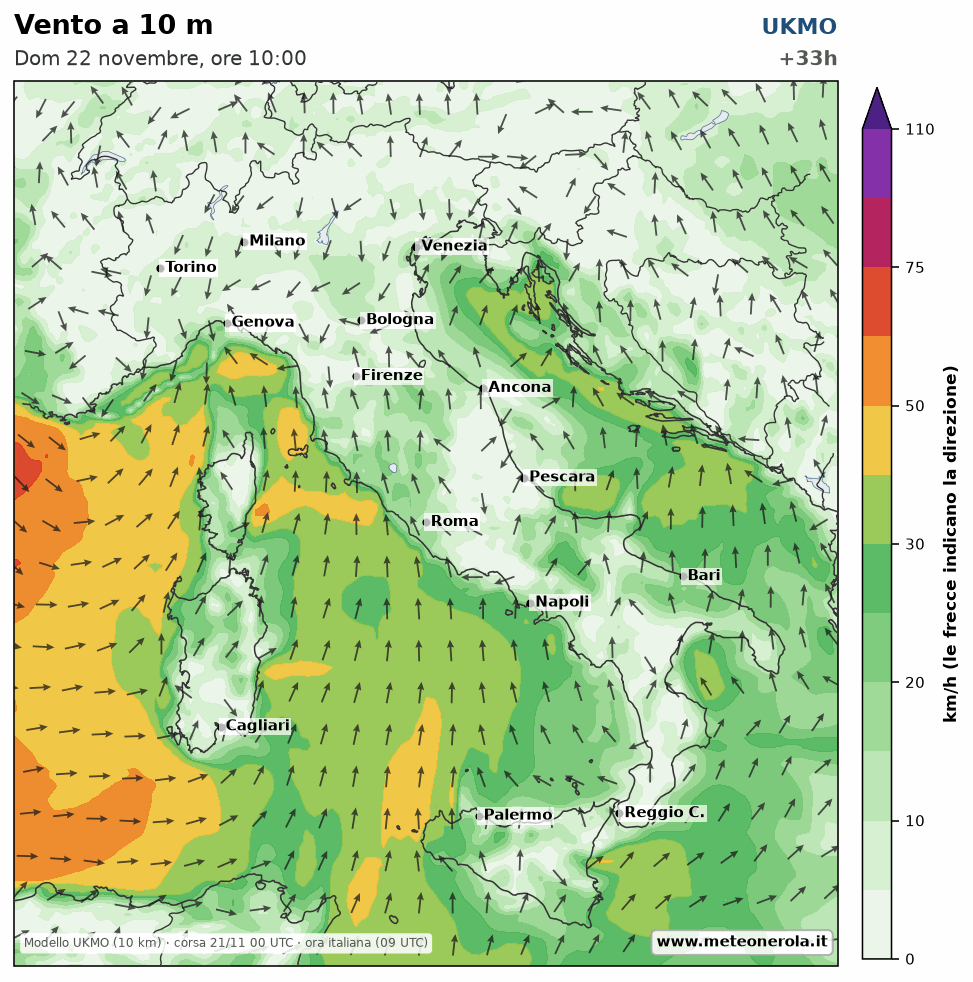 Vento a 10 m
UKMO
Dom 22 novembre, ore 10:00
+33h
110
75
50
30
20
10
0
km/h (le frecce indicano la direzione)
Milano
Venezia
Torino
Genova
Bologna
Firenze
Ancona
Pescara
Roma
Bari
Napoli
Cagliari
Palermo
Reggio C.
Modello UKMO (10 km) · corsa 21/11 00 UTC · ora italiana (09 UTC)
www.meteonerola.it